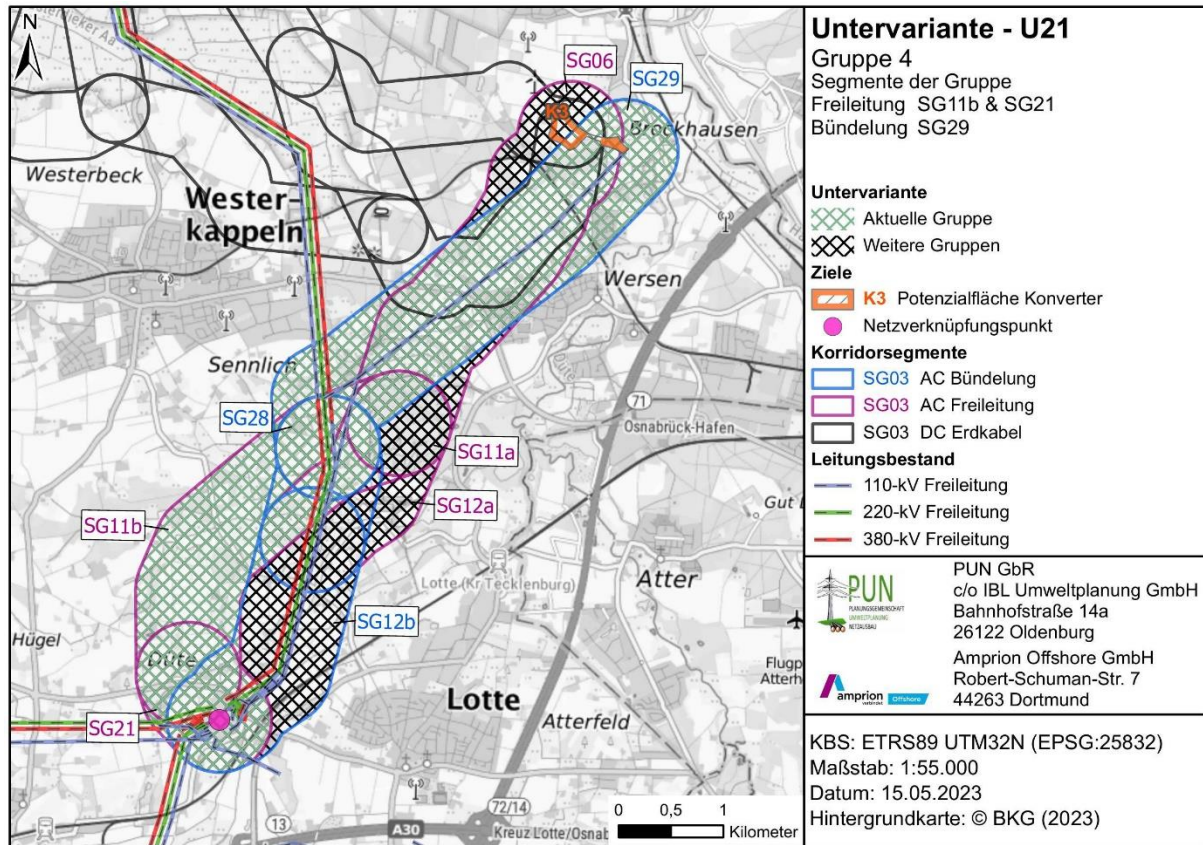 N
Westerbeck
Wester-
kappeln
SG06
SG29
K3
Brockhausen
Wersen
Sennlich
SG28
71
Osnabrück-Hafen
SG11a
SG12a
SG11b
Lotte (Kr Tecklenburg)
Atter
SG12b
Hügel
Düte
Lotte
SG21
Atterfeld
72/14
13
A30
Kreuz Lotte/Osnab
0 0,5 1
Kilometer
Untervariante - U21
Gruppe 4
Segmente der Gruppe
Freileitung SG11b & SG21
Bündelung SG29
Untervariante
Aktuelle Gruppe
Weitere Gruppen
Ziele
K3 Potenzialfläche Konverter
Netzverknüpfungspunkt
Korridorsegmente
SG03 AC Bündelung
SG03 AC Freileitung
SG03 DC Erdkabel
Leitungsbestand
110-kV Freileitung
220-kV Freileitung
380-kV Freileitung
PUN
PLANUNGSGEMEINSCHAFT
UMWELTPLANUNG
NETZAUSBAU
PUN GbR
c/o IBL Umweltplanung GmbH
Bahnhofstraße 14a
26122 Oldenburg
amprion
verbindet
Offshore
Amprion Offshore GmbH
Robert-Schuman-Str. 7
44263 Dortmund
KBS: ETRS89 UTM32N (EPSG:25832)
Maßstab: 1:55.000
Datum: 15.05.2023
Hintergrundkarte: © BKG (2023)